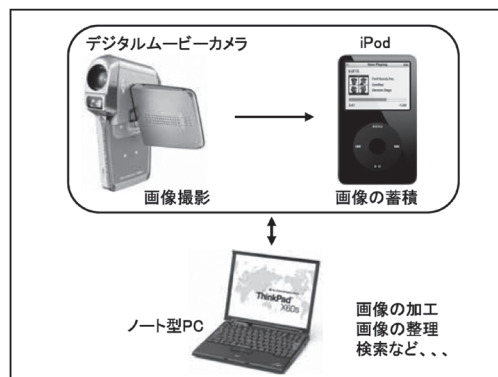 デジタルムービーカメラ
iPod
画像撮影
画像の蓄積
ThinkPad
X60s
ノート型PC
画像の加工
画像の整理
検索など、、、